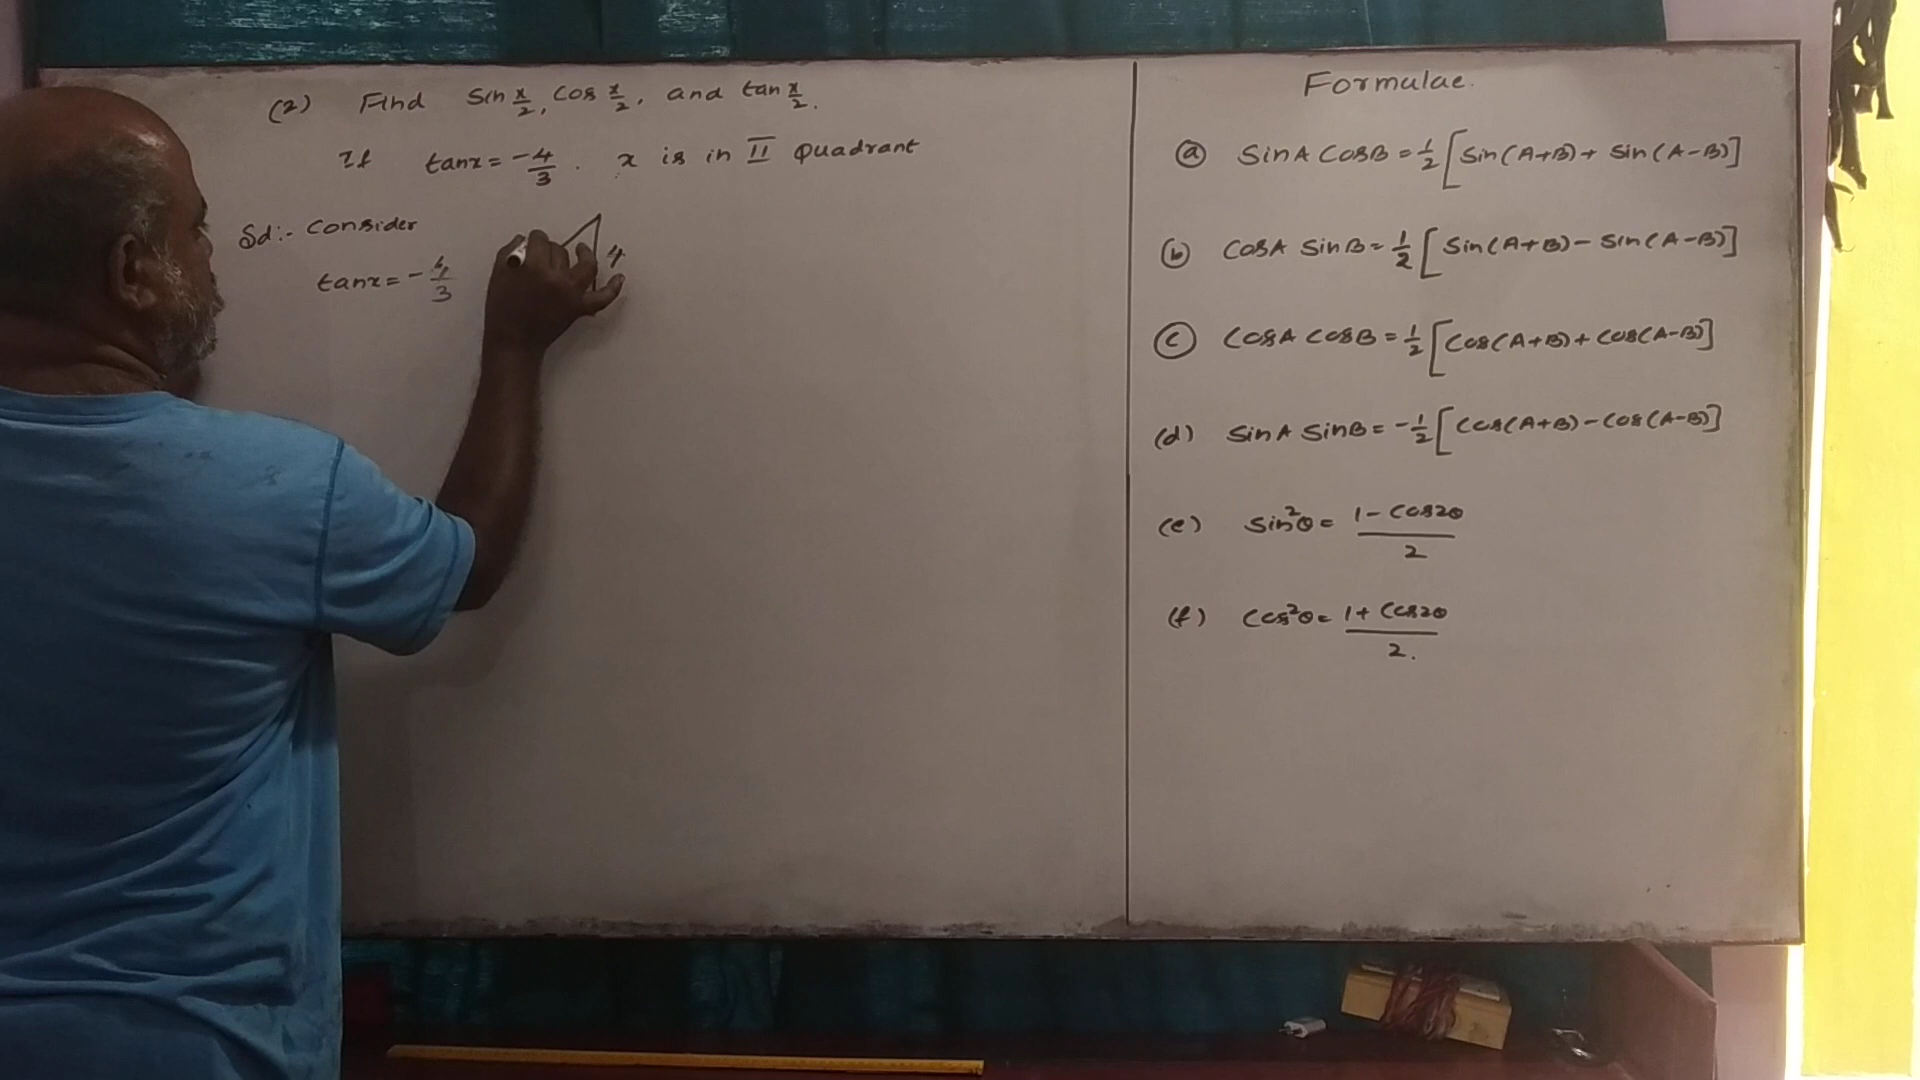 (2) Find Sin x/2, Cos x/2, and tan x/2.
If tanx = -4/3 . x is in II Quadrant
Sol:- Consider
tanx = -4/3
4
Formulae.
(a) SinA CosB = 1/2 [Sin(A+B) + Sin(A-B)]
(b) CosA SinB = 1/2 [Sin(A+B) - Sin(A-B)]
(c) CosA CosB = 1/2 [Cos(A+B) + Cos(A-B)]
(d) SinA SinB = -1/2 [Cos(A+B) - Cos(A-B)]
(e) Sin²θ = 1 - Cos2θ / 2
(f) Cos²θ = 1 + Cos2θ / 2.